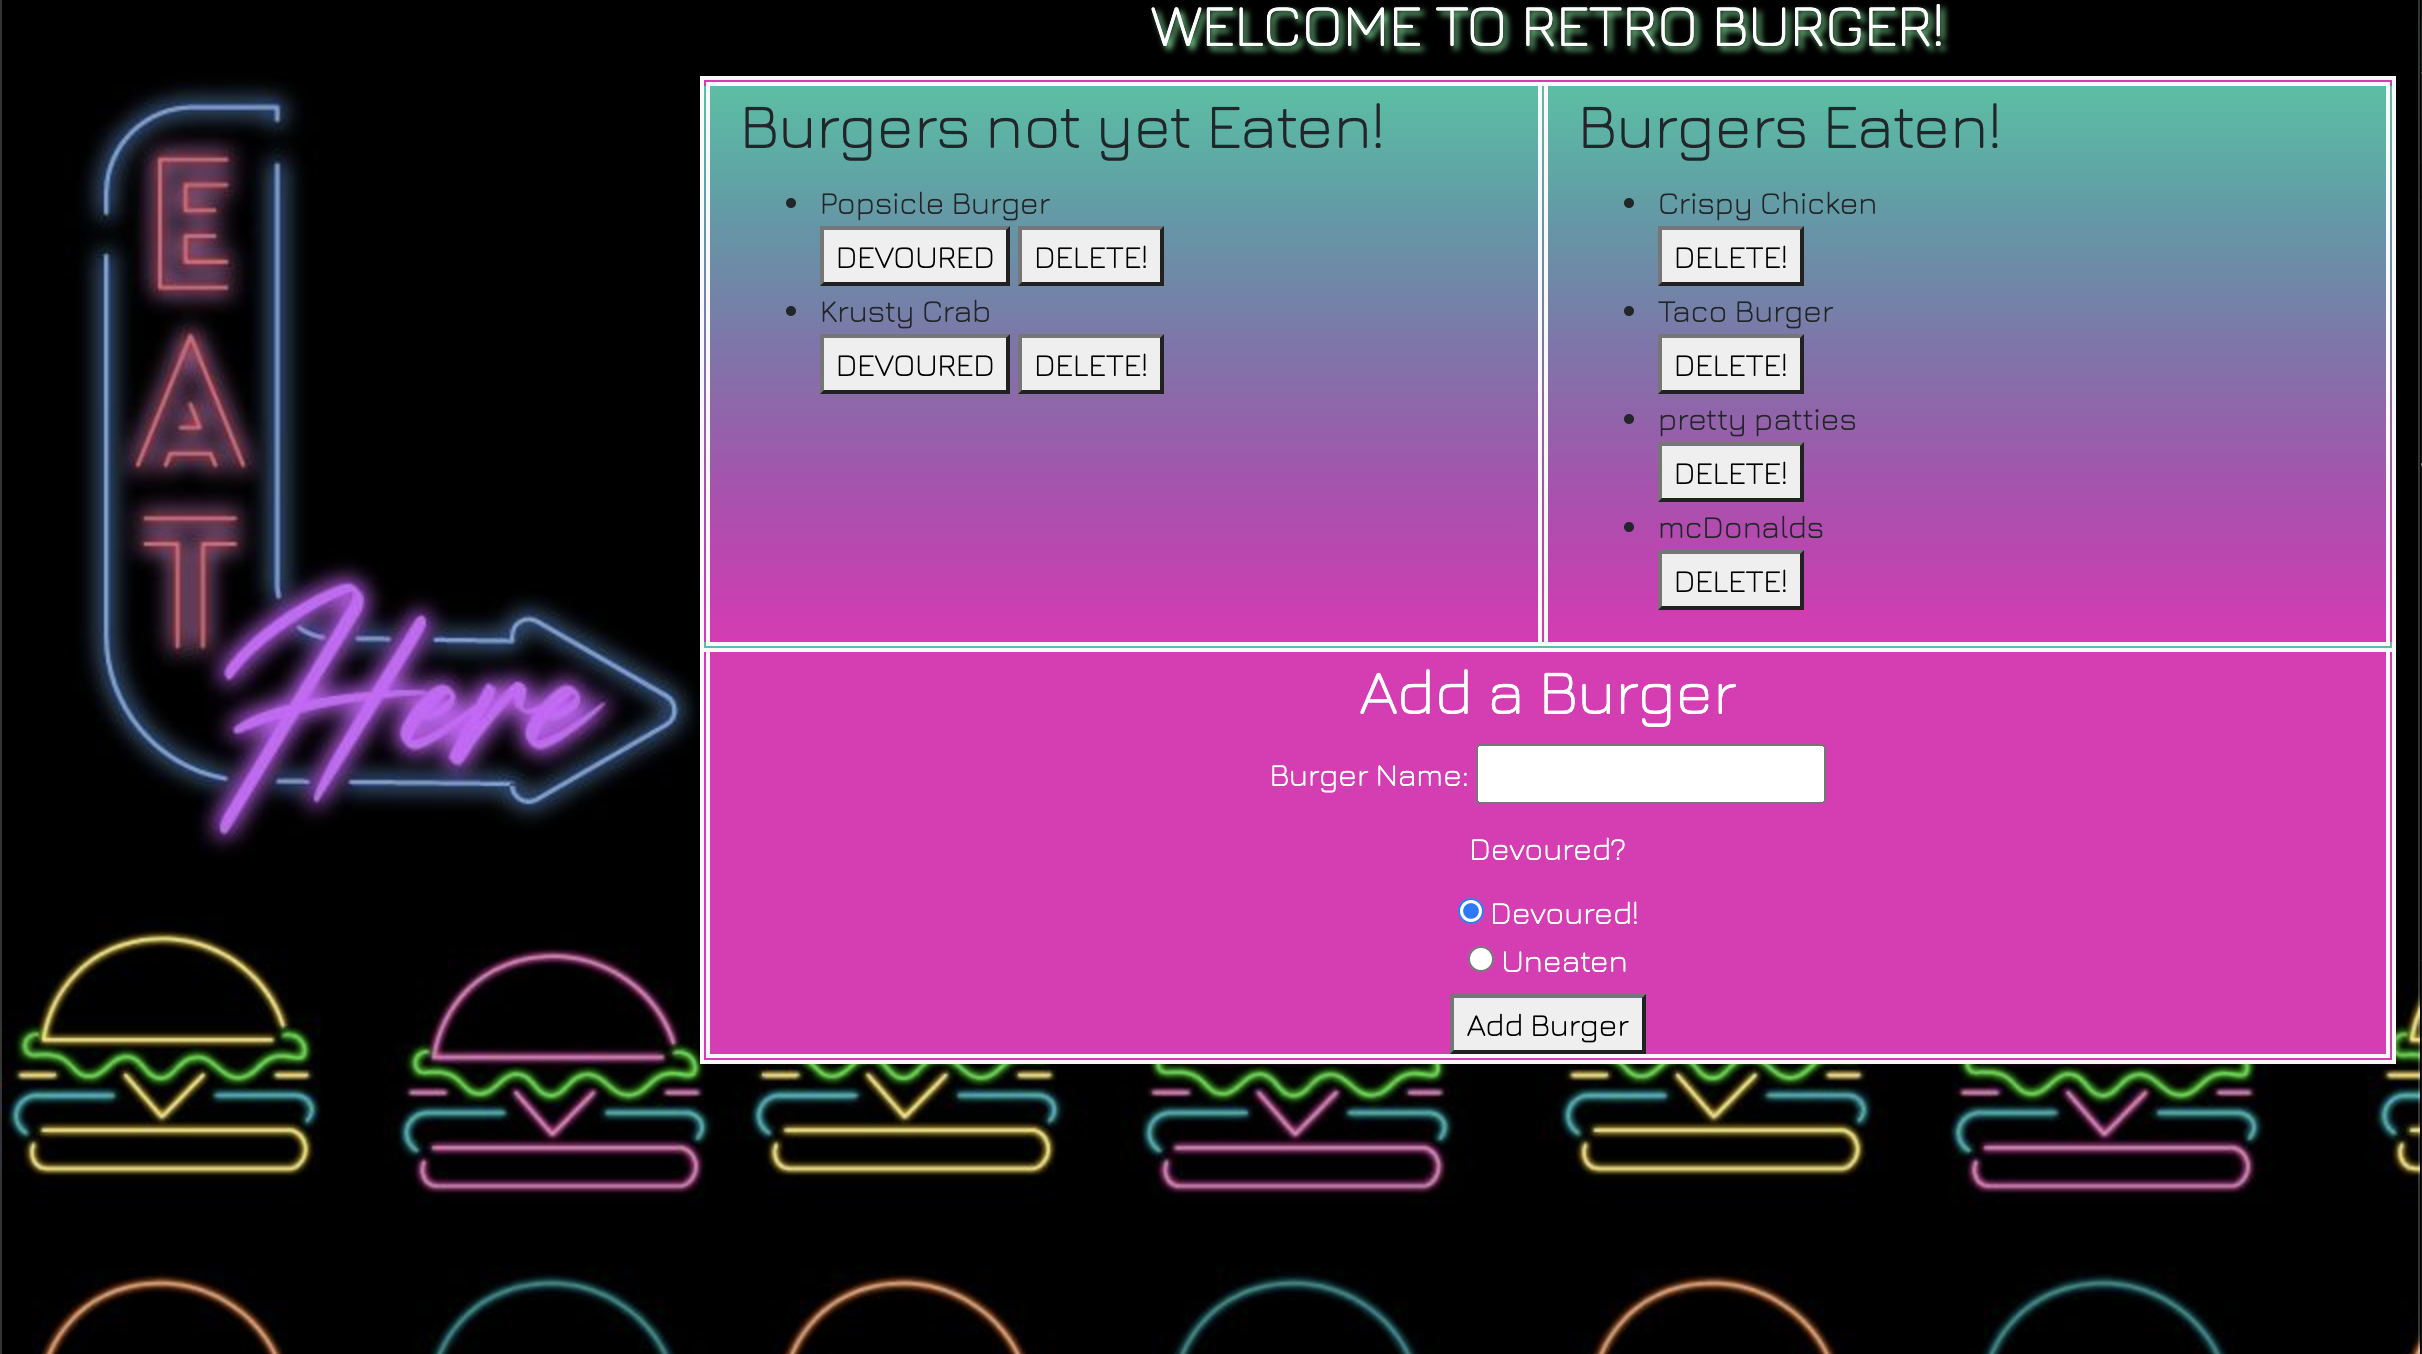 WELCOME TO RETRO BURGER!
EAT
Here
Burgers not yet Eaten!
Popsicle Burger
DEVOURED DELETE!
Krusty Crab
DEVOURED DELETE!
Burgers Eaten!
Crispy Chicken
DELETE!
Taco Burger
DELETE!
pretty patties
DELETE!
mcDonalds
DELETE!
Add a Burger
Burger Name:
Devoured?
Devoured!
Uneaten
Add Burger